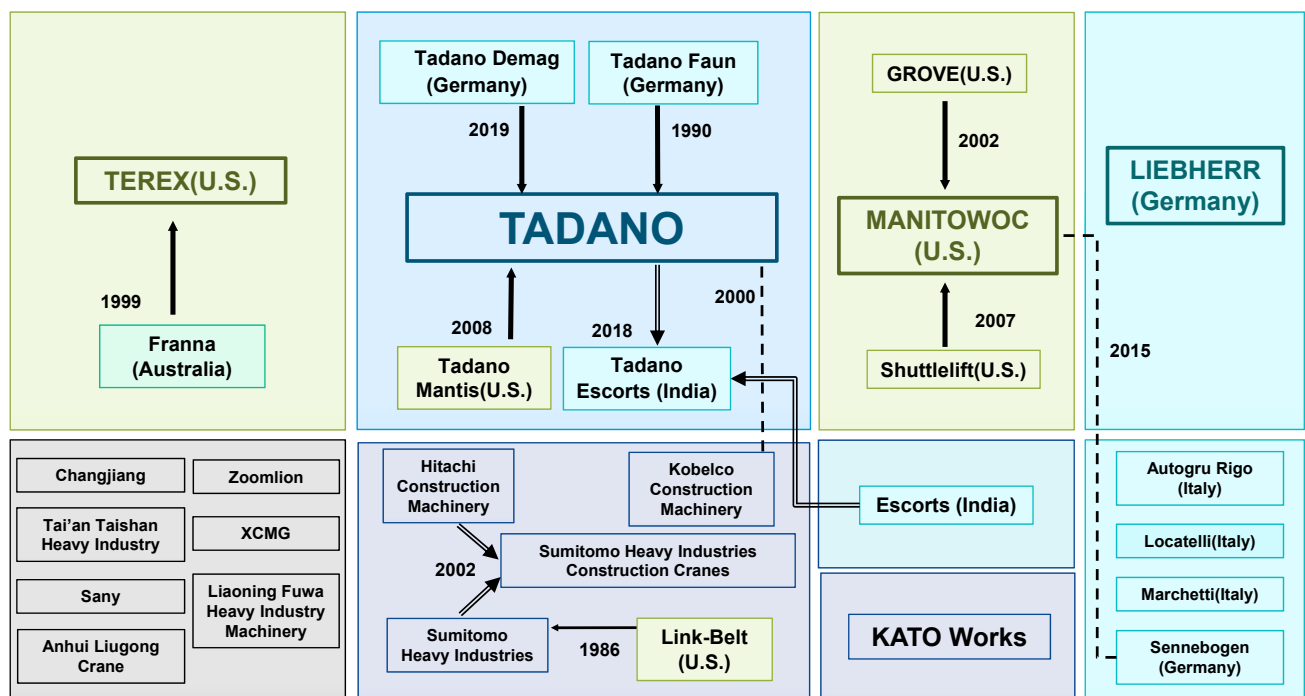 TEREX(U.S.)
1999
Franna
(Australia)
Tadano Demag
(Germany)
Tadano Faun
(Germany)
2019
1990
TADANO
2008
2018
2000
Tadano
Mantis(U.S.)
Tadano
Escorts (India)
GROVE(U.S.)
2002
MANITOWOC
(U.S.)
2007
Shuttlelift(U.S.)
LIEBHERR
(Germany)
2015
Changjiang
Zoomlion
Tai’an Taishan
Heavy Industry
XCMG
Sany
Liaoning Fuwa
Heavy Industry
Machinery
Anhui Liugong
Crane
Hitachi
Construction
Machinery
Kobelco
Construction
Machinery
2002
Sumitomo Heavy Industries
Construction Cranes
Sumitomo
Heavy Industries
1986
Link-Belt
(U.S.)
Escorts (India)
KATO Works
Autogru Rigo
(Italy)
Locatelli(Italy)
Marchetti(Italy)
Sennebogen
(Germany)